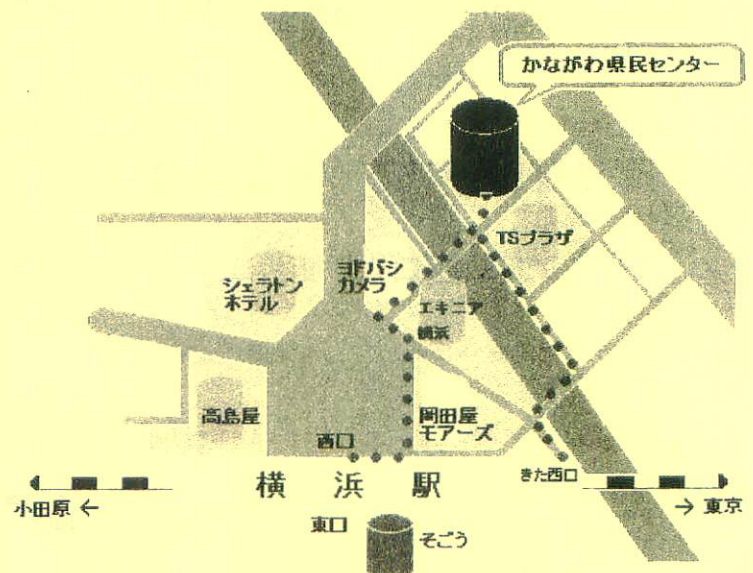 かながわ県民センター
TSプラザ
ヨドバシ
カメラ
シェラトン
ホテル
エキニア
横浜
高島屋
岡田屋
モアーズ
西口
きた西口
横浜駅
小田原 ←
→ 東京
東口
そごう